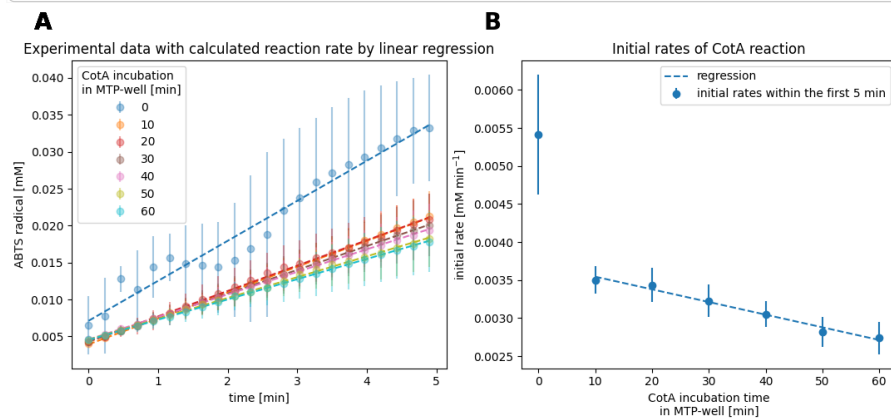 A
Experimental data with calculated reaction rate by linear regression
CotA incubation
in MTP-well [min]
0
10
20
30
40
50
60
0.040
0.035
0.030
0.025
0.020
0.015
0.010
0.005
ABTS radical [mM]
0 1 2 3 4 5
time [min]
B
Initial rates of CotA reaction
regression
initial rates within the first 5 min
0.0060
0.0055
0.0050
0.0045
0.0040
0.0035
0.0030
0.0025
initial rate [mM min⁻¹]
0 10 20 30 40 50 60
CotA incubation time
in MTP-well [min]